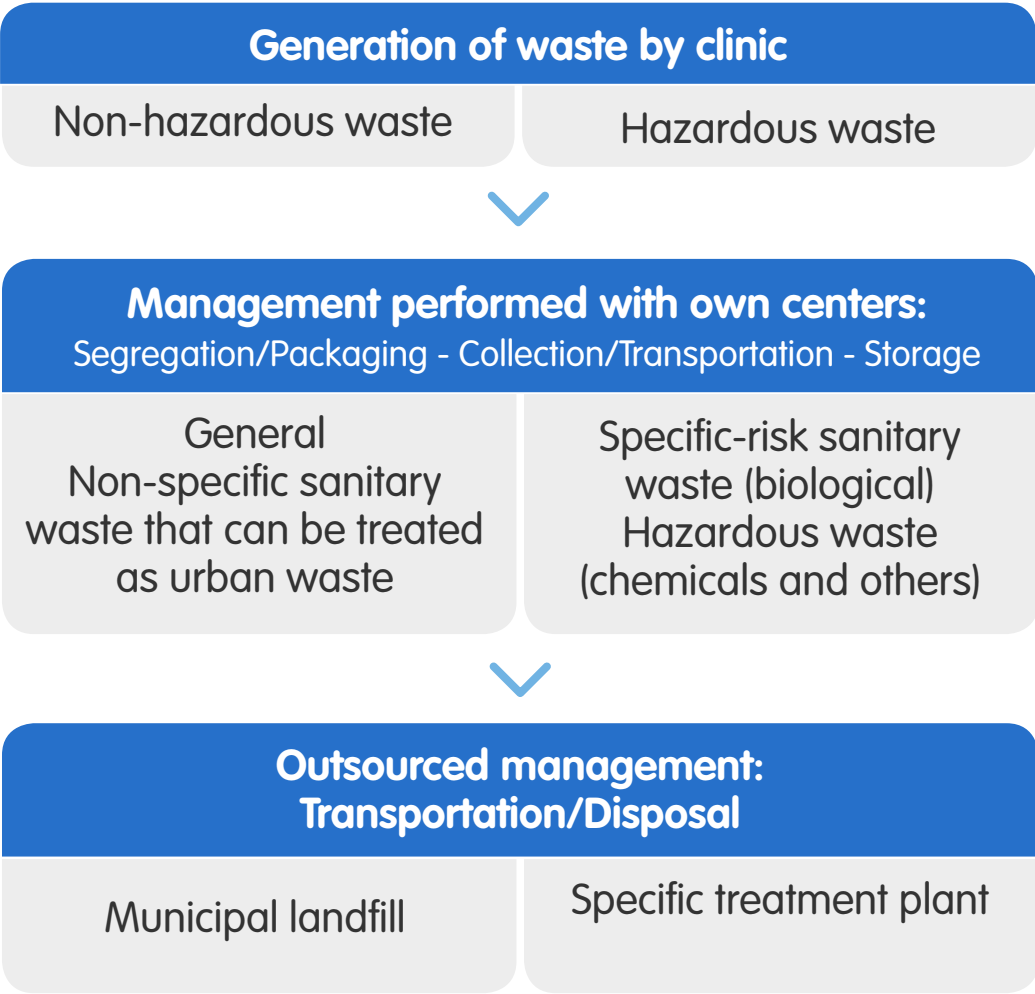 Generation of waste by clinic
Non-hazardous waste
Hazardous waste
Management performed with own centers:
Segregation/Packaging - Collection/Transportation - Storage
General
Non-specific sanitary
waste that can be treated
as urban waste
Specific-risk sanitary
waste (biological)
Hazardous waste
(chemicals and others)
Outsourced management:
Transportation/Disposal
Municipal landfill
Specific treatment plant